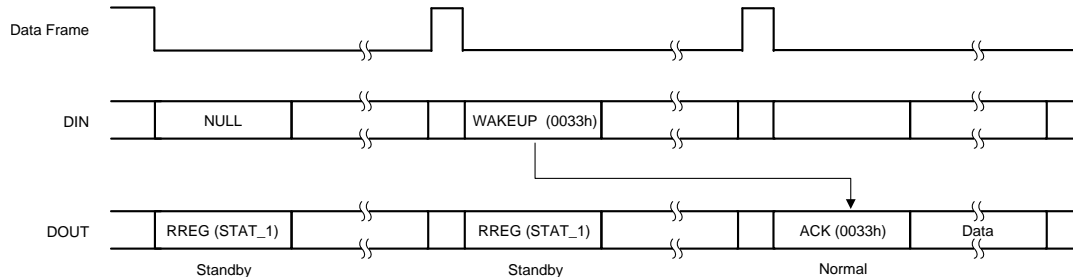 Data Frame
DIN
NULL
WAKEUP (0033h)
DOUT
RREG (STAT_1)
RREG (STAT_1)
ACK (0033h)
Data
Standby
Standby
Normal